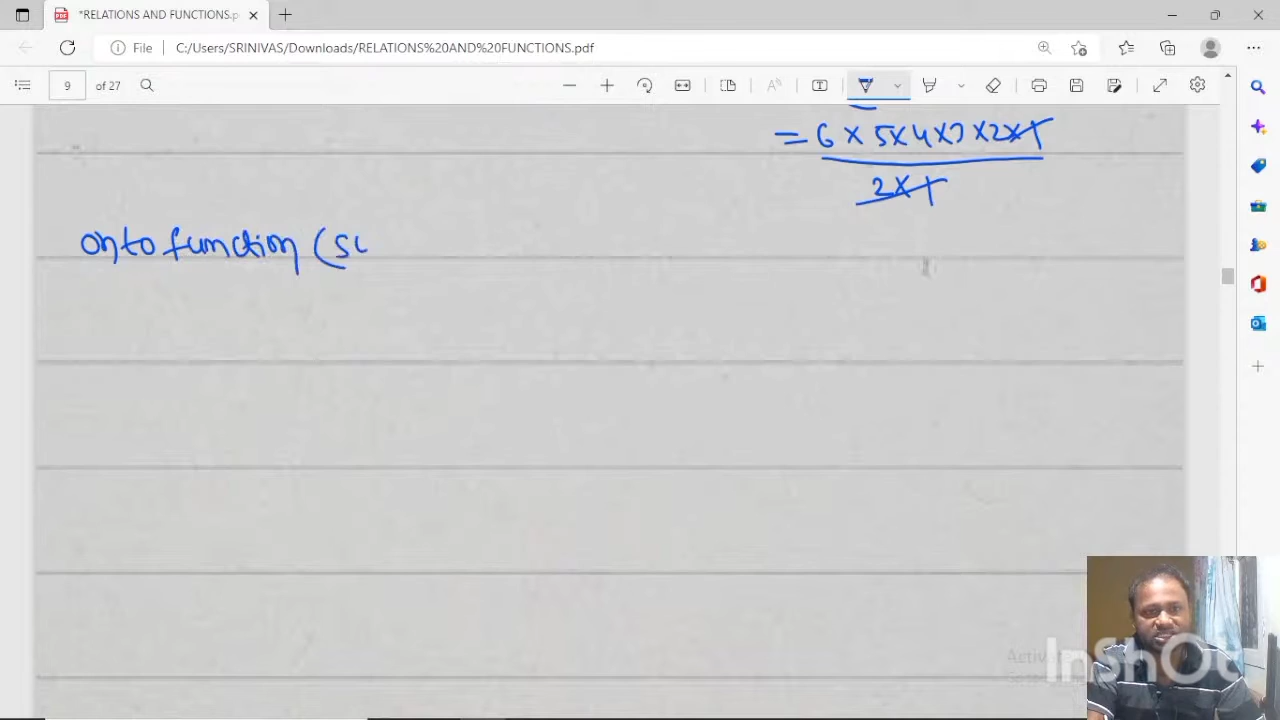 *RELATIONS AND FUNCTIONS.p
File C:/Users/SRINIVAS/Downloads/RELATIONS%20AND%20FUNCTIONS.pdf
9 of 27
= 6 × 5 × 4 × 3 × 2 × 1
2 × 1
onto function (su
InShOt